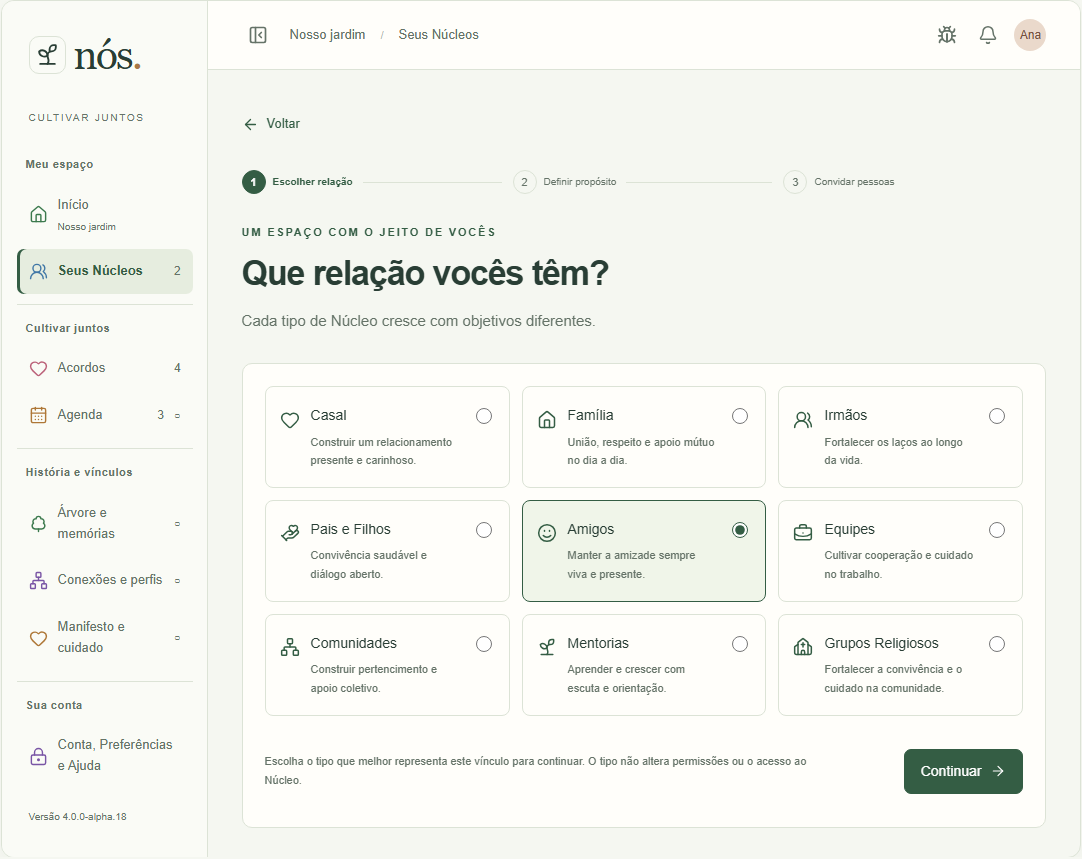 nós.
CULTIVAR JUNTOS
Meu espaço
Início
Nosso jardim
Seus Núcleos 2
Cultivar juntos
Acordos 4
Agenda 3
História e vínculos
Árvore e
memórias
Conexões e perfis
Manifesto e
cuidado
Sua conta
Conta, Preferências
e Ajuda
Versão 4.0.0-alpha.18
Nosso jardim / Seus Núcleos
Ana
Voltar
1 Escolher relação
2 Definir propósito
3 Convidar pessoas
UM ESPAÇO COM O JEITO DE VOCÊS
Que relação vocês têm?
Cada tipo de Núcleo cresce com objetivos diferentes.
Casal
Construir um relacionamento
presente e carinhoso.
Família
União, respeito e apoio mútuo
no dia a dia.
Irmãos
Fortalecer os laços ao longo
da vida.
Pais e Filhos
Convivência saudável e
diálogo aberto.
Amigos
Manter a amizade sempre
viva e presente.
Equipes
Cultivar cooperação e cuidado
no trabalho.
Comunidades
Construir pertencimento e
apoio coletivo.
Mentorias
Aprender e crescer com
escuta e orientação.
Grupos Religiosos
Fortalecer a convivência e o
cuidado na comunidade.
Escolha o tipo que melhor representa este vínculo para continuar. O tipo não altera permissões ou o acesso ao
Núcleo.
Continuar